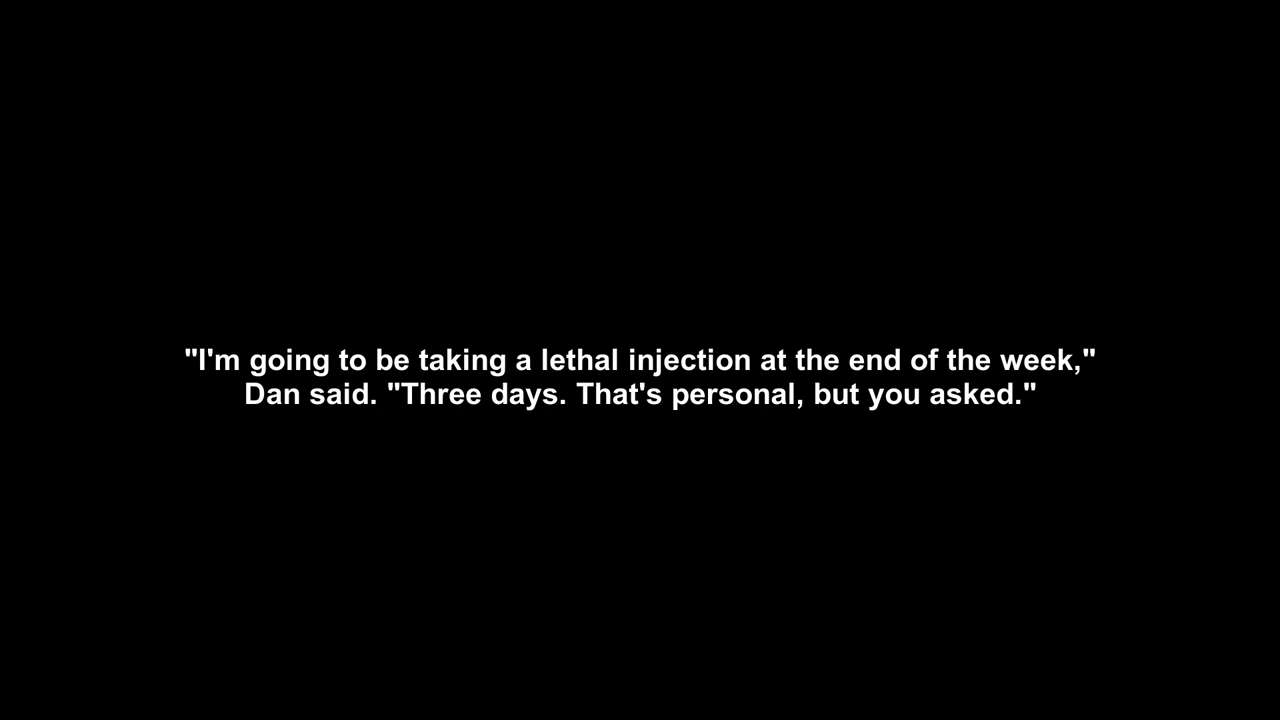 "I'm going to be taking a lethal injection at the end of the week,"
Dan said. "Three days. That's personal, but you asked."